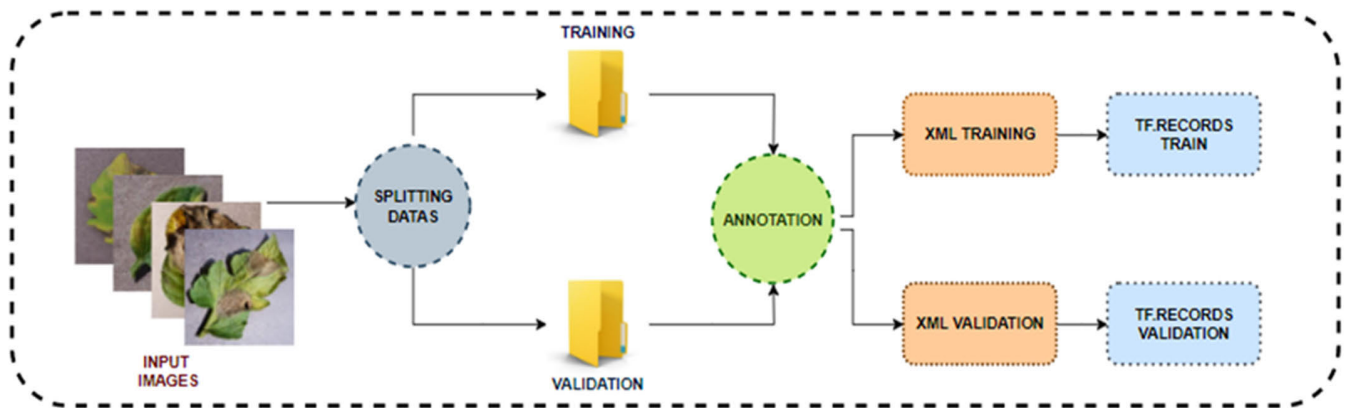 TRAINING
INPUT
IMAGES
SPLITTING
DATAS
VALIDATION
ANNOTATION
XML TRAINING
TF.RECORDS
TRAIN
XML VALIDATION
TF.RECORDS
VALIDATION